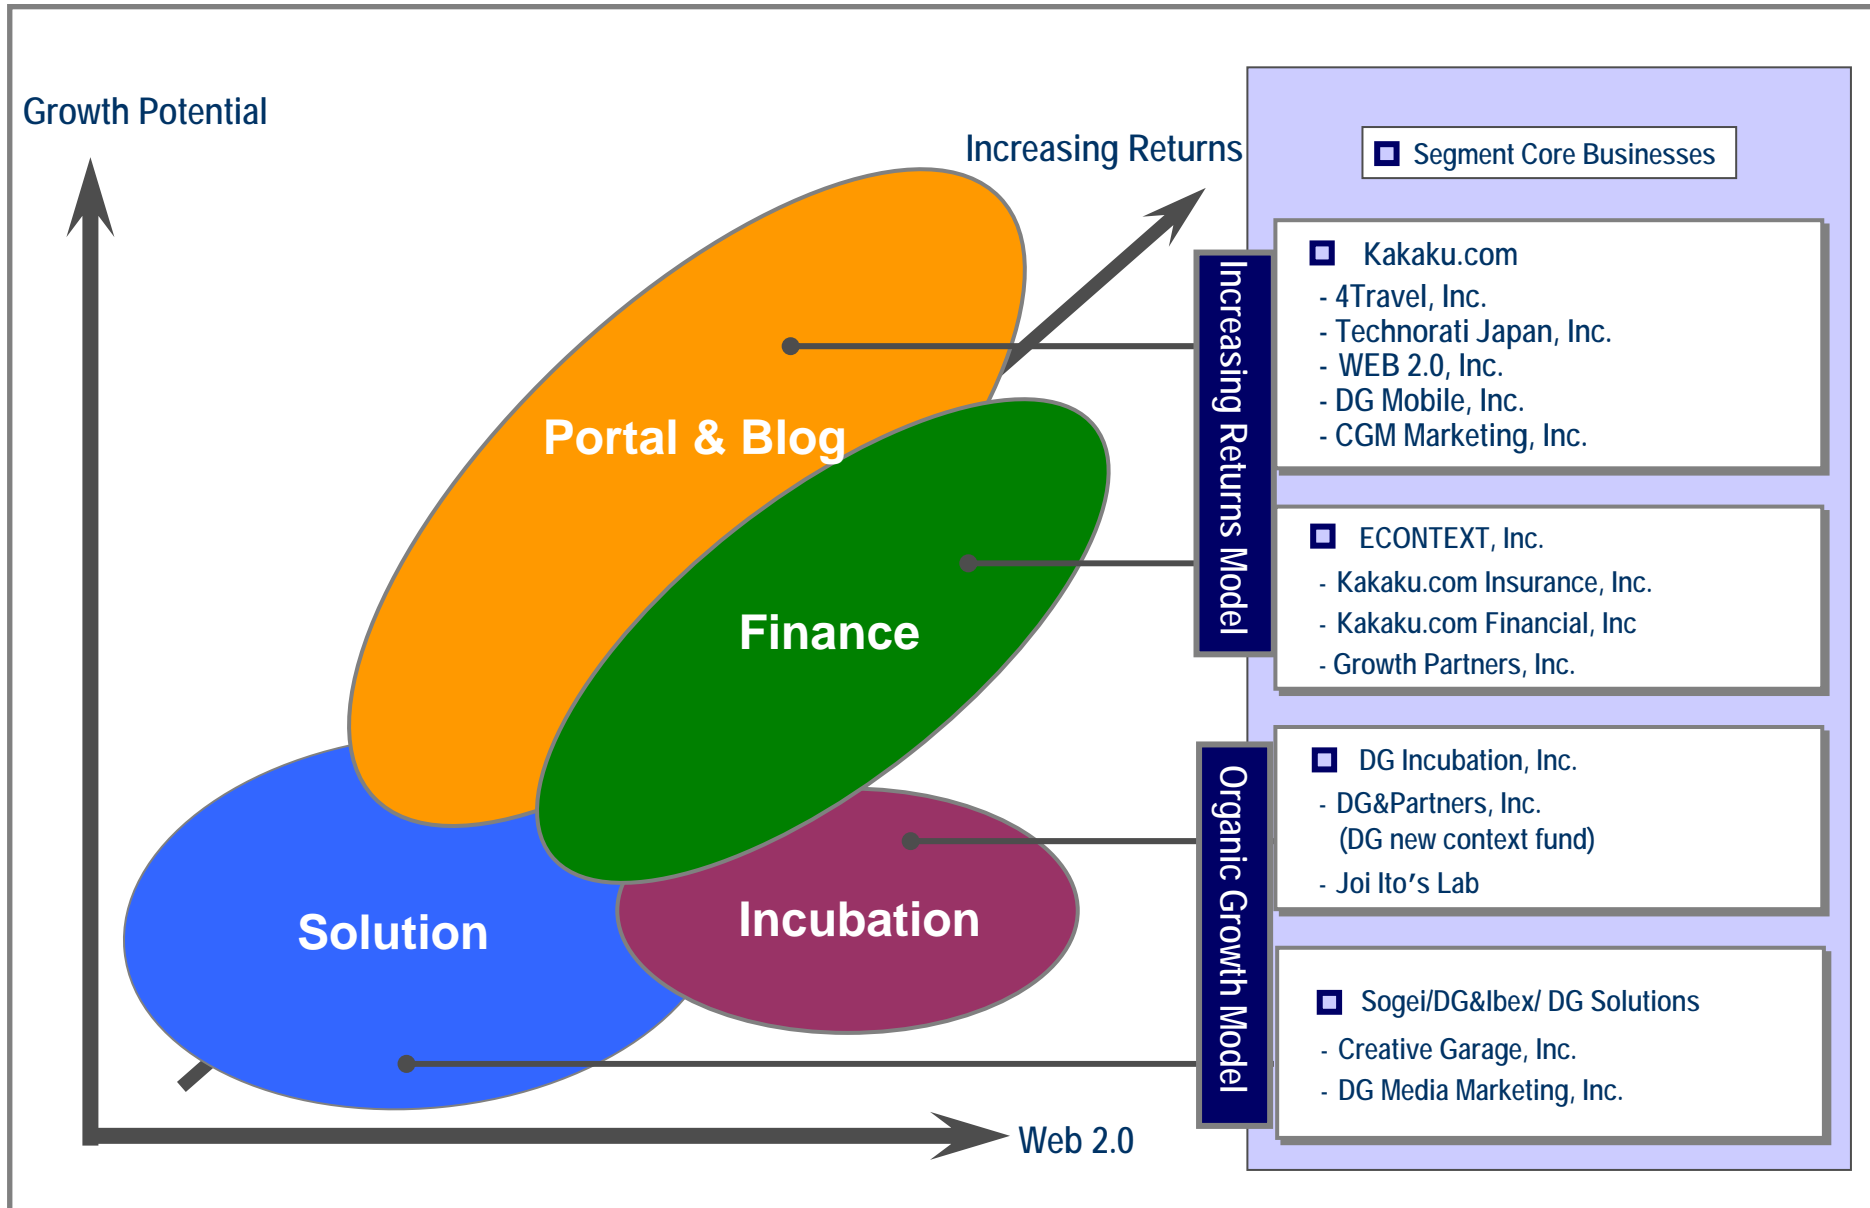 Growth Potential
Increasing Returns
Portal & Blog
Finance
Solution
Incubation
Web 2.0
Segment Core Businesses
Increasing Returns Model
Kakaku.com
- 4Travel, Inc.
- Technorati Japan, Inc.
- WEB 2.0, Inc.
- DG Mobile, Inc.
- CGM Marketing, Inc.
ECONTEXT, Inc.
- Kakaku.com Insurance, Inc.
- Kakaku.com Financial, Inc
- Growth Partners, Inc.
Organic Growth Model
DG Incubation, Inc.
- DG&Partners, Inc.
(DG new context fund)
- Joi Ito's Lab
Sogei/DG&Ibex/ DG Solutions
- Creative Garage, Inc.
- DG Media Marketing, Inc.